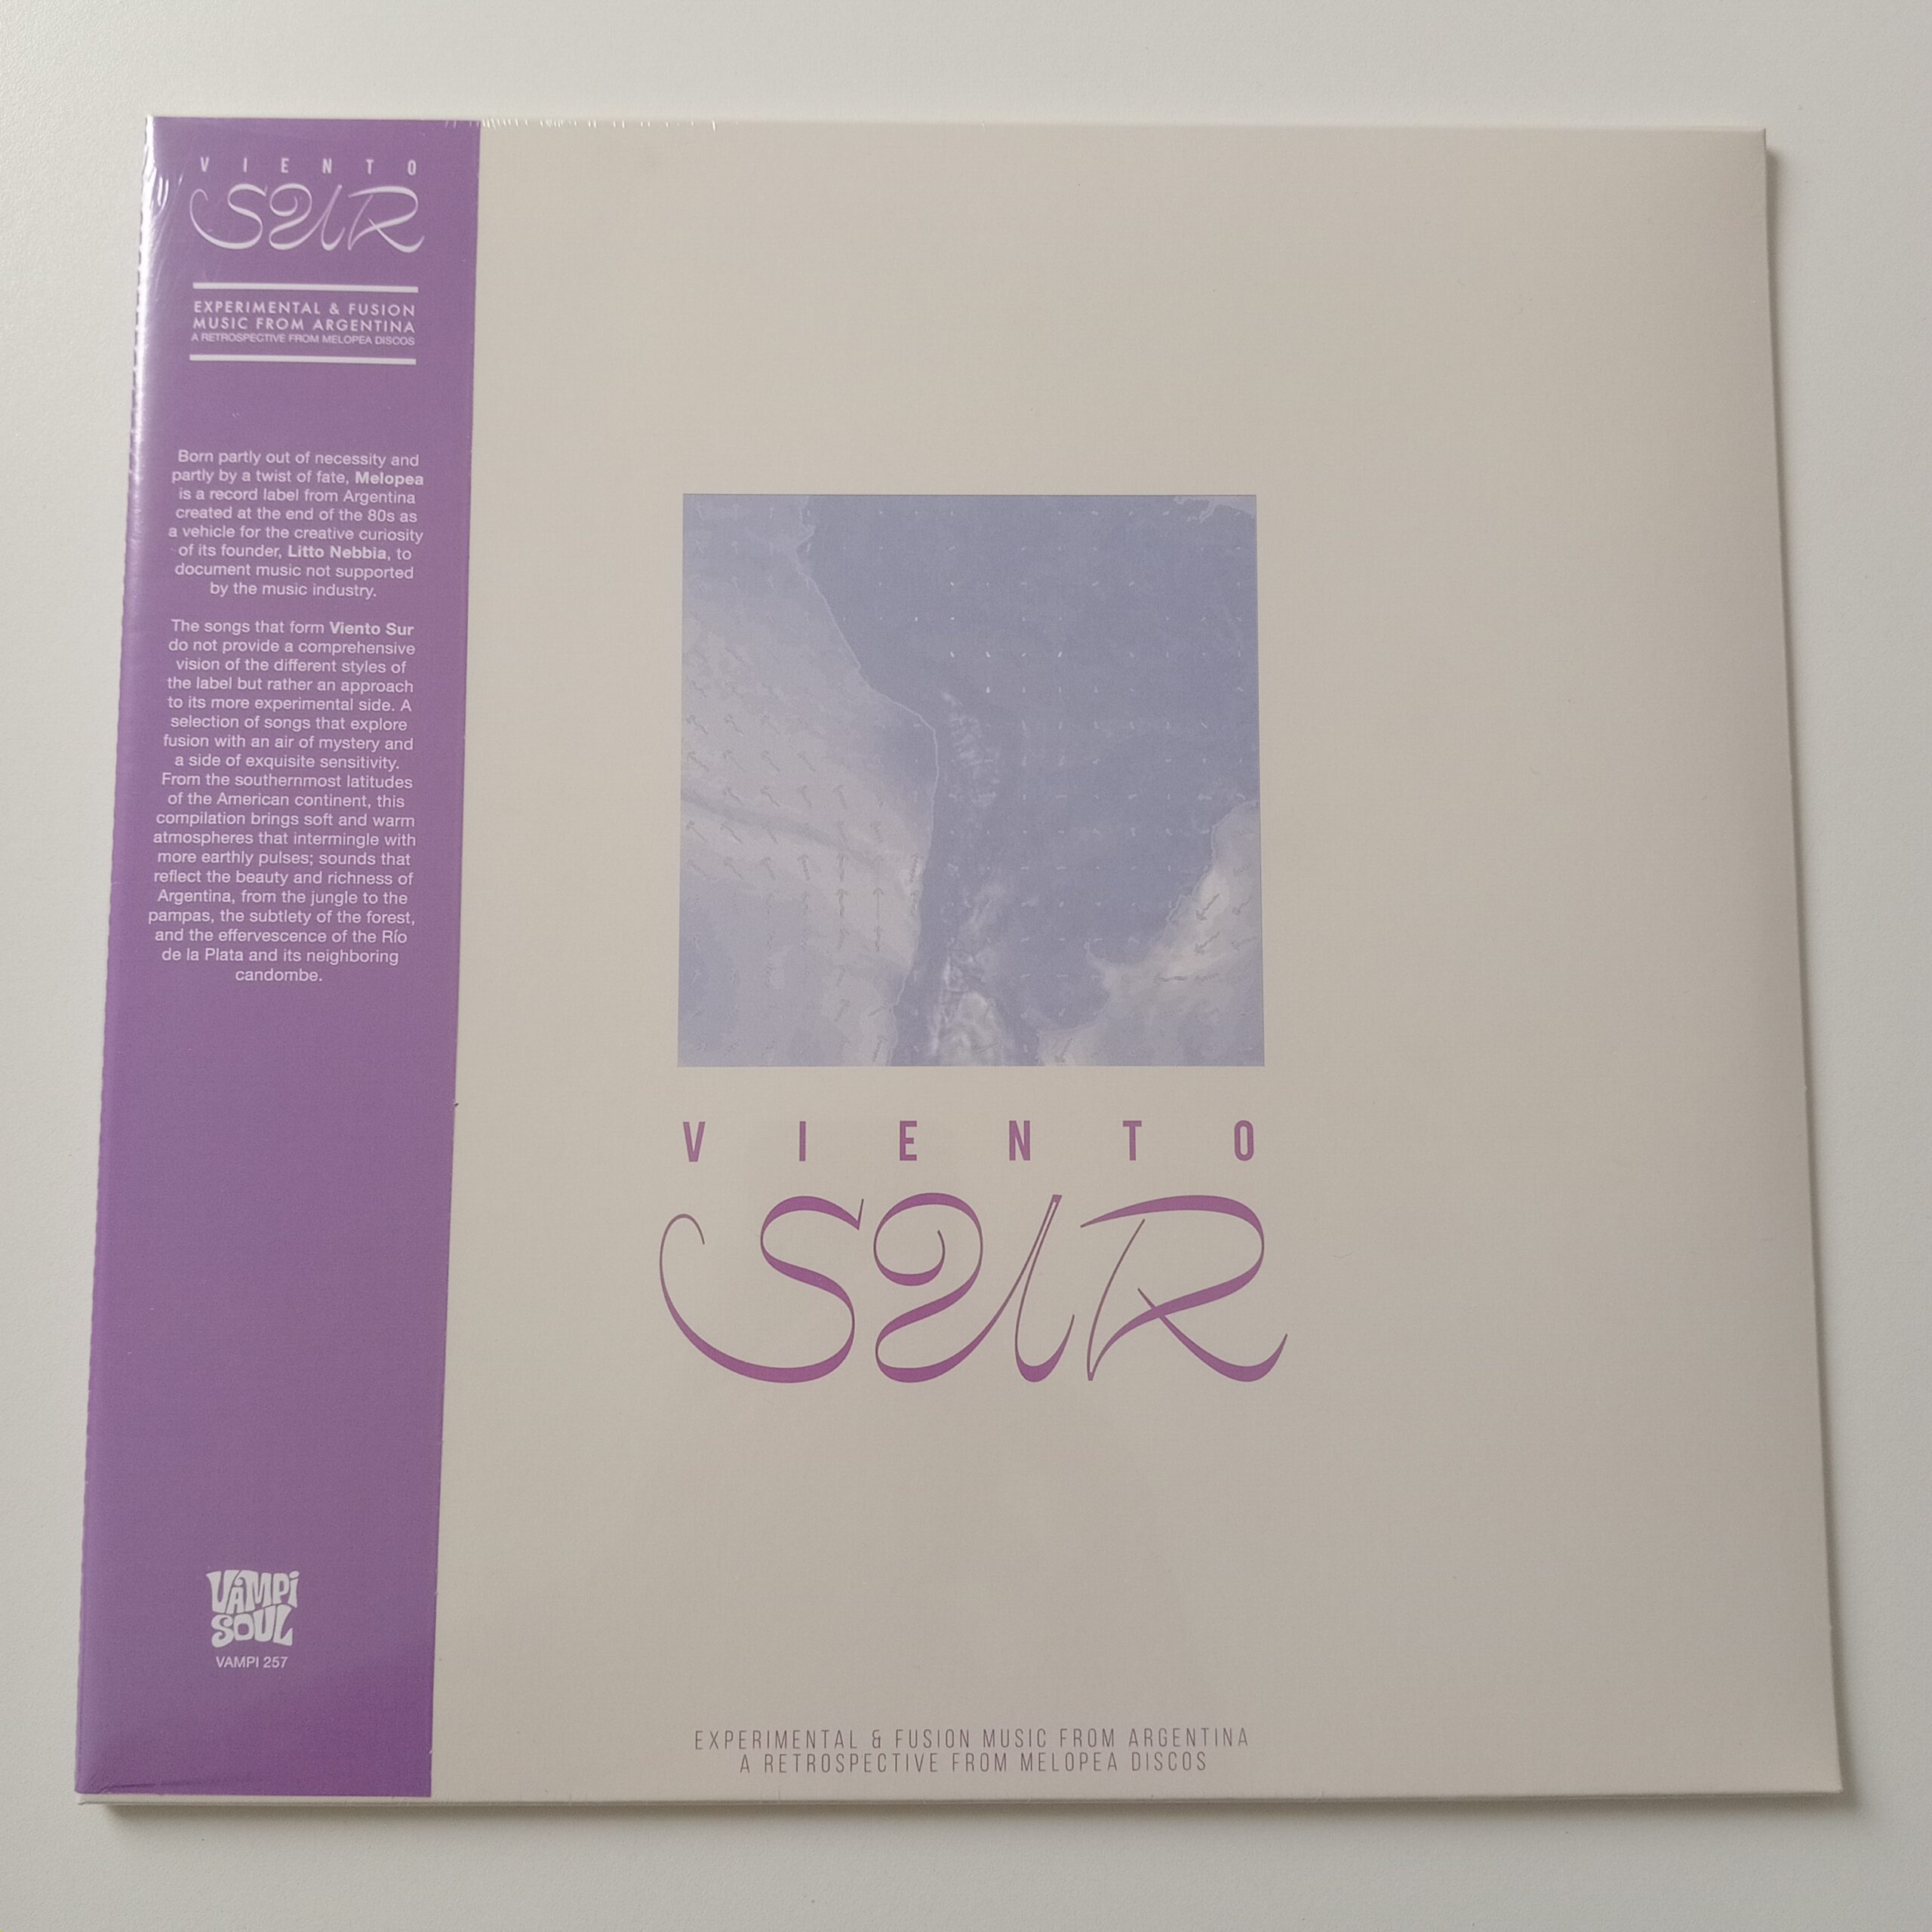 VIENTO
SUR
EXPERIMENTAL & FUSION
MUSIC FROM ARGENTINA
A RETROSPECTIVE FROM MELOPEA DISCOS
Born partly out of necessity and
partly by a twist of fate, Melopea
is a record label from Argentina
created at the end of the 80s as
a vehicle for the creative curiosity
of its founder, Litto Nebbia, to
document music not supported
by the music industry.
The songs that form Viento Sur
do not provide a comprehensive
vision of the different styles of
the label but rather an approach
to its more experimental side. A
selection of songs that explore
fusion with an air of mystery and
a side of exquisite sensitivity.
From the southernmost latitudes
of the American continent, this
compilation brings soft and warm
atmospheres that intermingle with
more earthly pulses; sounds that
reflect the beauty and richness of
Argentina, from the jungle to the
pampas, the subtlety of the forest,
and the effervescence of the Río
de la Plata and its neighboring
candombe.
VAMPI
SOUL
VAMPI 257
VIENTO
SUR
EXPERIMENTAL & FUSION MUSIC FROM ARGENTINA
A RETROSPECTIVE FROM MELOPEA DISCOS